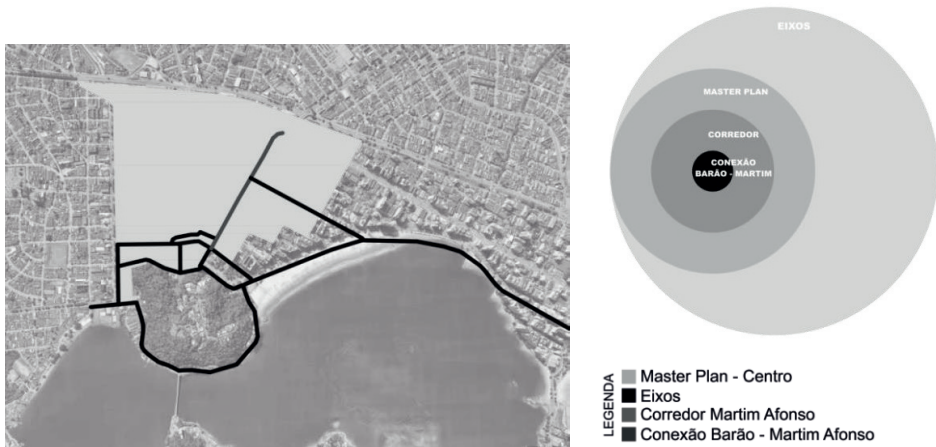 EIXOS
MASTER PLAN
CORREDOR
CONEXÃO
BARÃO - MARTIM
LEGENDA
Master Plan - Centro
Eixos
Corredor Martim Afonso
Conexão Barão - Martim Afonso